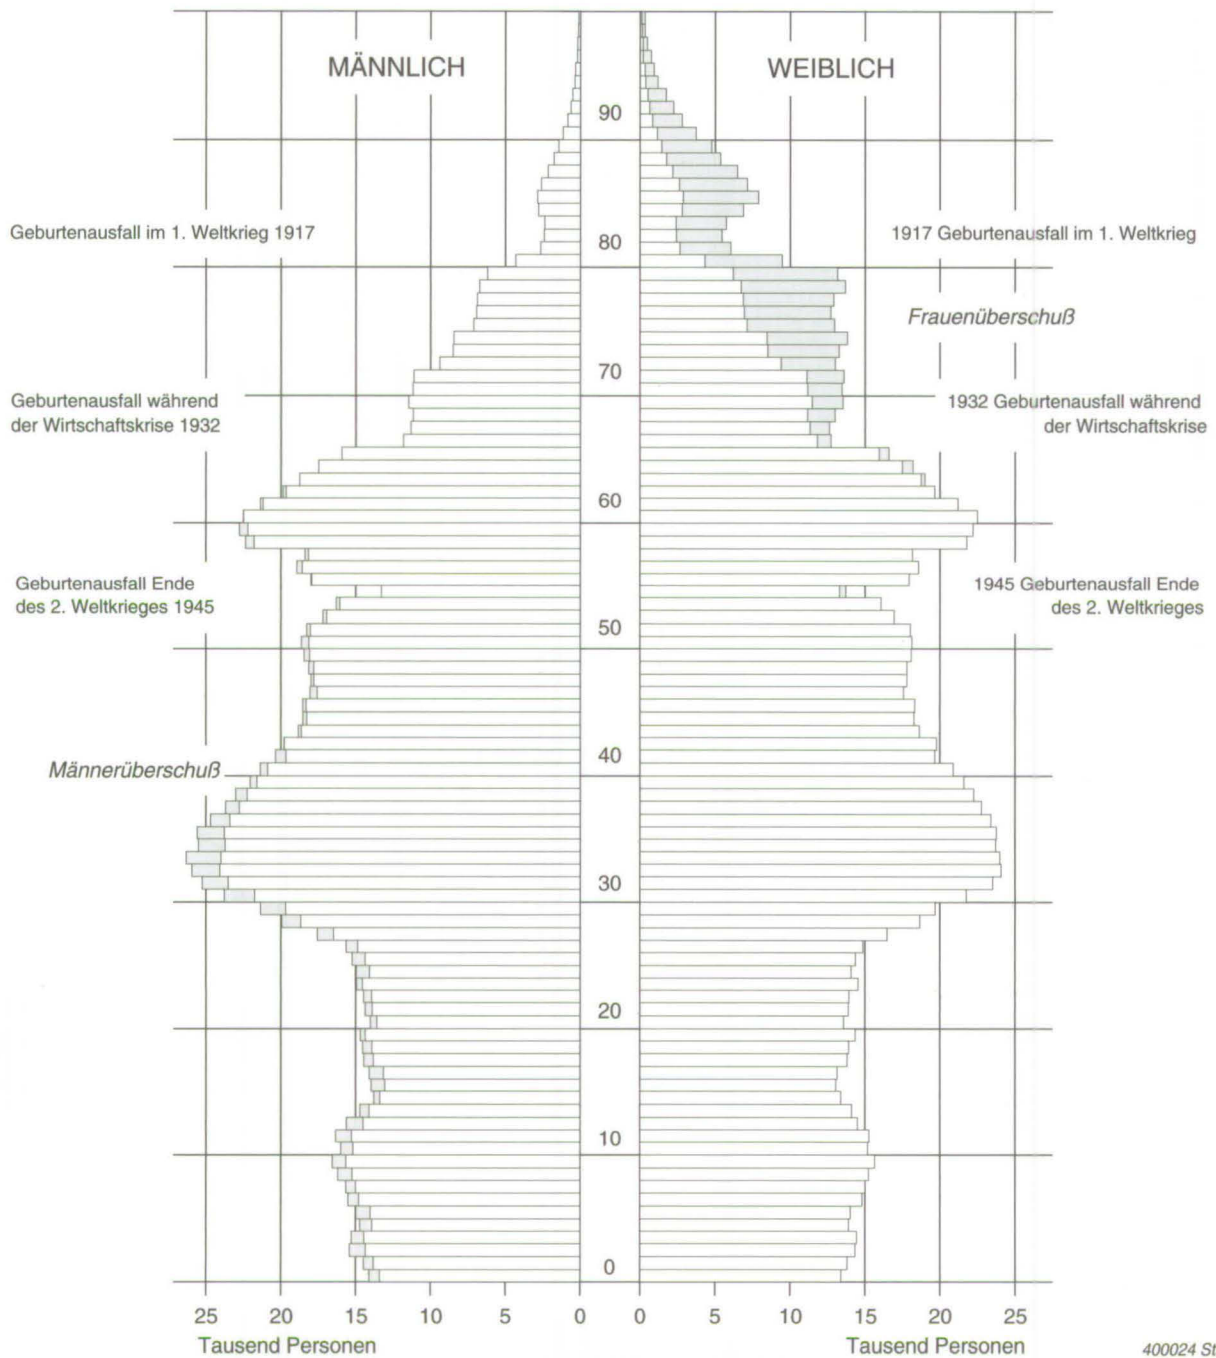 MÄNNLICH
WEIBLICH
90
Geburtenausfall im 1. Weltkrieg 1917
80
1917 Geburtenausfall im 1. Weltkrieg
Frauenüberschuß
70
Geburtenausfall während
der Wirtschaftskrise 1932
1932 Geburtenausfall während
der Wirtschaftskrise
60
Geburtenausfall Ende
des 2. Weltkrieges 1945
1945 Geburtenausfall Ende
des 2. Weltkrieges
50
Männerüberschuß
40
30
20
10
0
25 20 15 10 5 0 0 5 10 15 20 25
Tausend Personen
Tausend Personen
400024 St